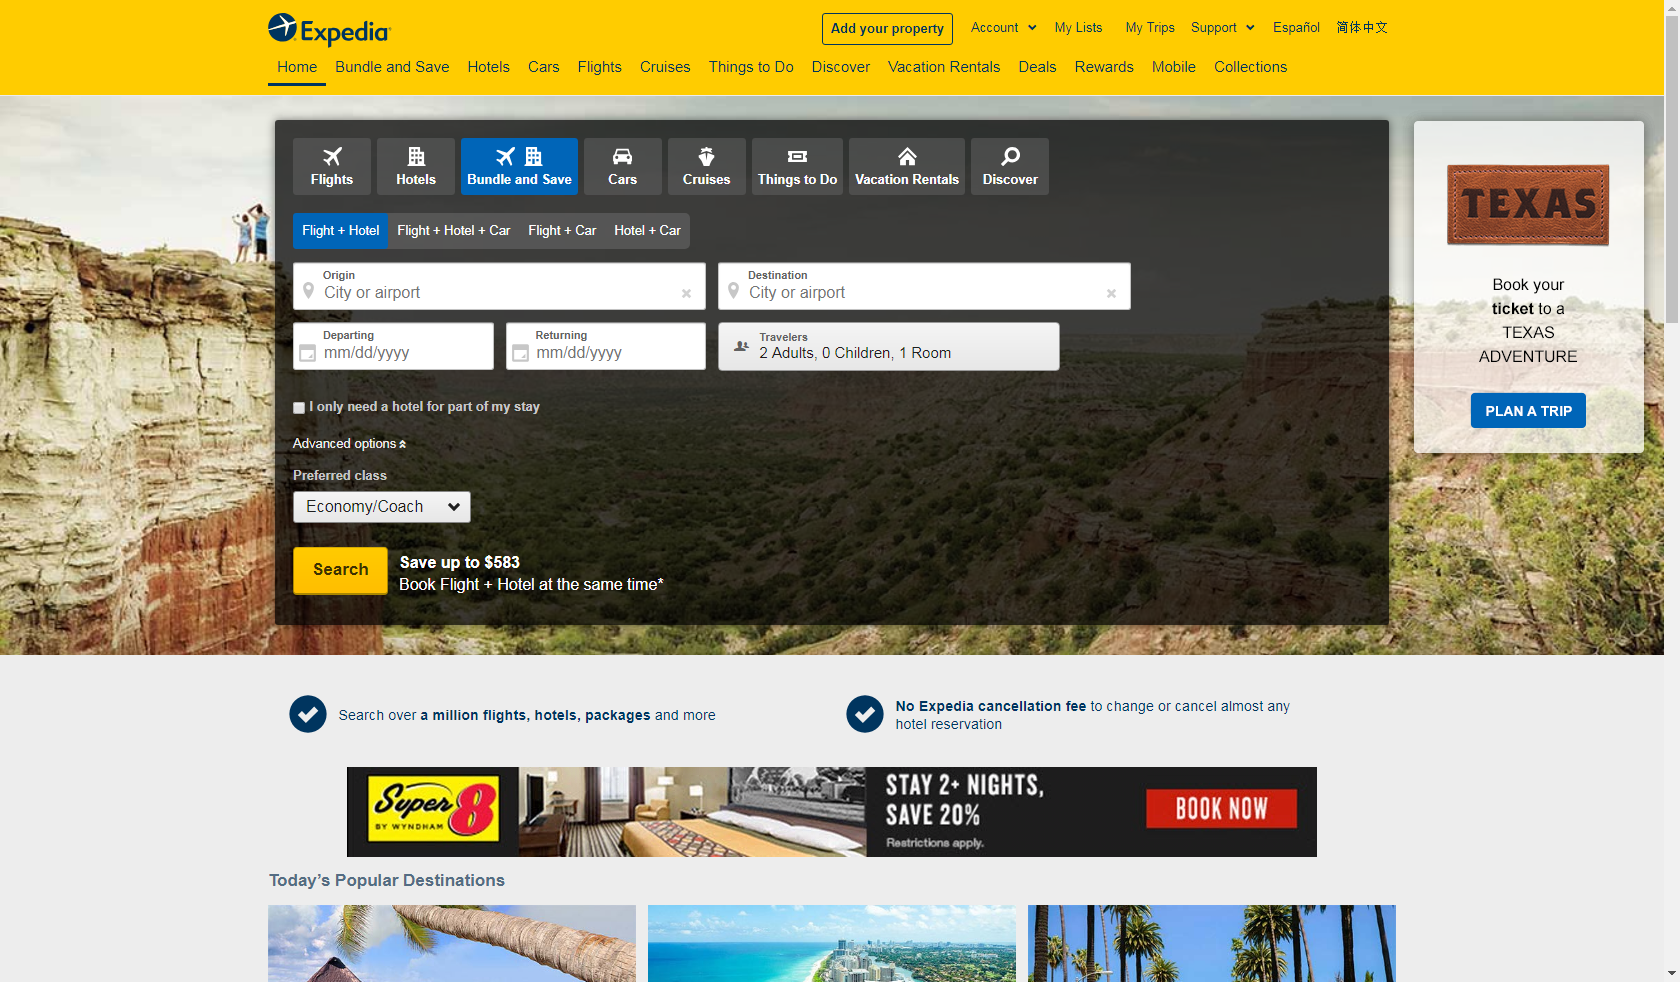 Expedia
Add your property
Account
My Lists
My Trips
Support
Español
简体中文
Home
Bundle and Save
Hotels
Cars
Flights
Cruises
Things to Do
Discover
Vacation Rentals
Deals
Rewards
Mobile
Collections
Flights
Hotels
Bundle and Save
Cars
Cruises
Things to Do
Vacation Rentals
Discover
Flight + Hotel
Flight + Hotel + Car
Flight + Car
Hotel + Car
Origin
City or airport
Destination
City or airport
Departing
mm/dd/yyyy
Returning
mm/dd/yyyy
Travelers
2 Adults, 0 Children, 1 Room
I only need a hotel for part of my stay
Advanced options
Preferred class
Economy/Coach
Search
Save up to $583
Book Flight + Hotel at the same time*
TEXAS
Book your
ticket to a
TEXAS
ADVENTURE
PLAN A TRIP
Search over a million flights, hotels, packages and more
No Expedia cancellation fee to change or cancel almost any
hotel reservation
Super 8
BY WYNDHAM
STAY 2+ NIGHTS,
SAVE 20%
Restrictions apply.
BOOK NOW
Today's Popular Destinations